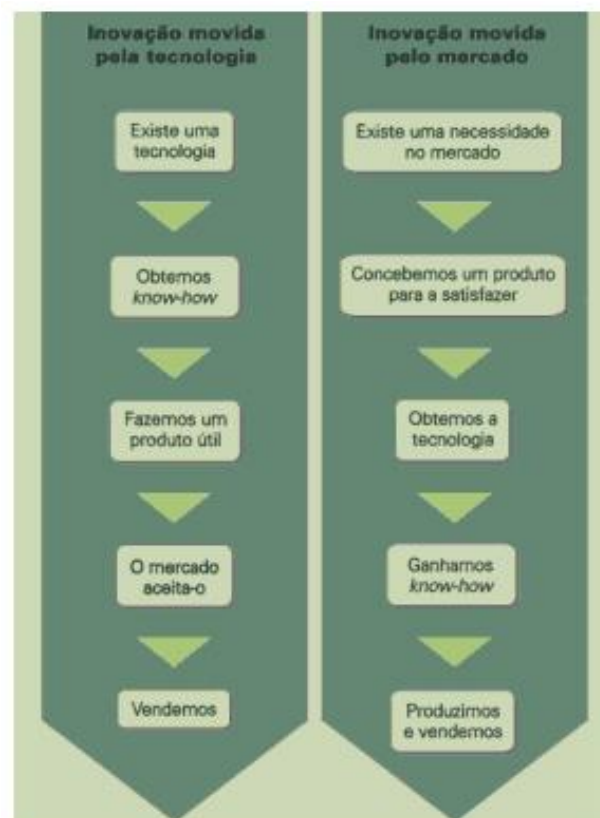 Inovação movida
pela tecnologia
Existe uma
tecnologia
Obtemos
know-how
Fazemos um
produto útil
O mercado
aceita-o
Vendemos
Inovação movida
pelo mercado
Existe uma necessidade
no mercado
Concebemos um produto
para a satisfazer
Obtemos a
tecnologia
Ganhamos
know-how
Produzimos
e vendemos